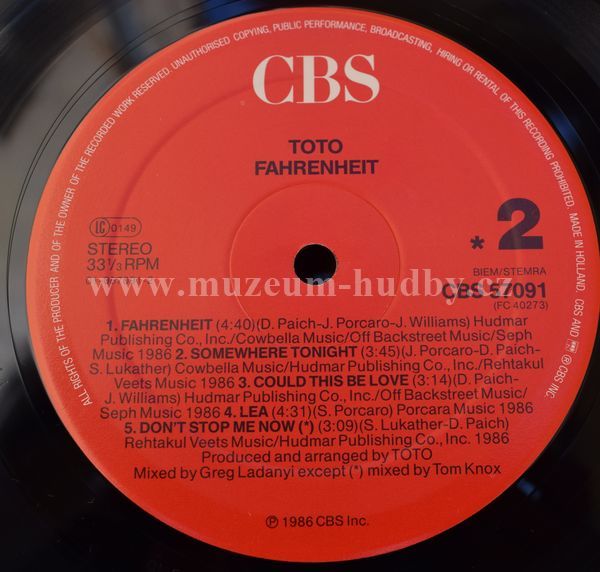 ALL RIGHTS OF THE PRODUCER AND OF THE OWNER OF THE RECORDED WORK RESERVED. UNAUTHORISED COPYING, PUBLIC PERFORMANCE, BROADCASTING, HIRING OR RENTAL OF THIS RECORDING PROHIBITED. MADE IN HOLLAND. CBS AND ® CBS INC.
CBS
TOTO
FAHRENHEIT
LC 0149
STEREO
33 1/3 RPM
* 2
BIEM/STEMRA
CBS 57091
(FC 40273)
www.muzeum-hudby.cz
1. FAHRENHEIT (4:40)(D. Paich-J. Porcaro-J. Williams) Hudmar
Publishing Co., Inc./Cowbella Music/Off Backstreet Music/Seph
Music 1986 2. SOMEWHERE TONIGHT (3:45)(J. Porcaro-D. Paich-
S. Lukather) Cowbella Music/Hudmar Publishing Co., Inc./Rehtakul
Veets Music 1986 3. COULD THIS BE LOVE (3:14)(D. Paich-
J. Williams) Hudmar Publishing Co., Inc./Off Backstreet Music/
Seph Music 1986 4. LEA (4:31)(S. Porcaro) Porcara Music 1986
5. DON'T STOP ME NOW (*) (3:09)(S. Lukather-D. Paich)
Rehtakul Veets Music/Hudmar Publishing Co., Inc. 1986
Produced and arranged by TOTO
Mixed by Greg Ladanyi except (*) mixed by Tom Knox
℗ 1986 CBS Inc.